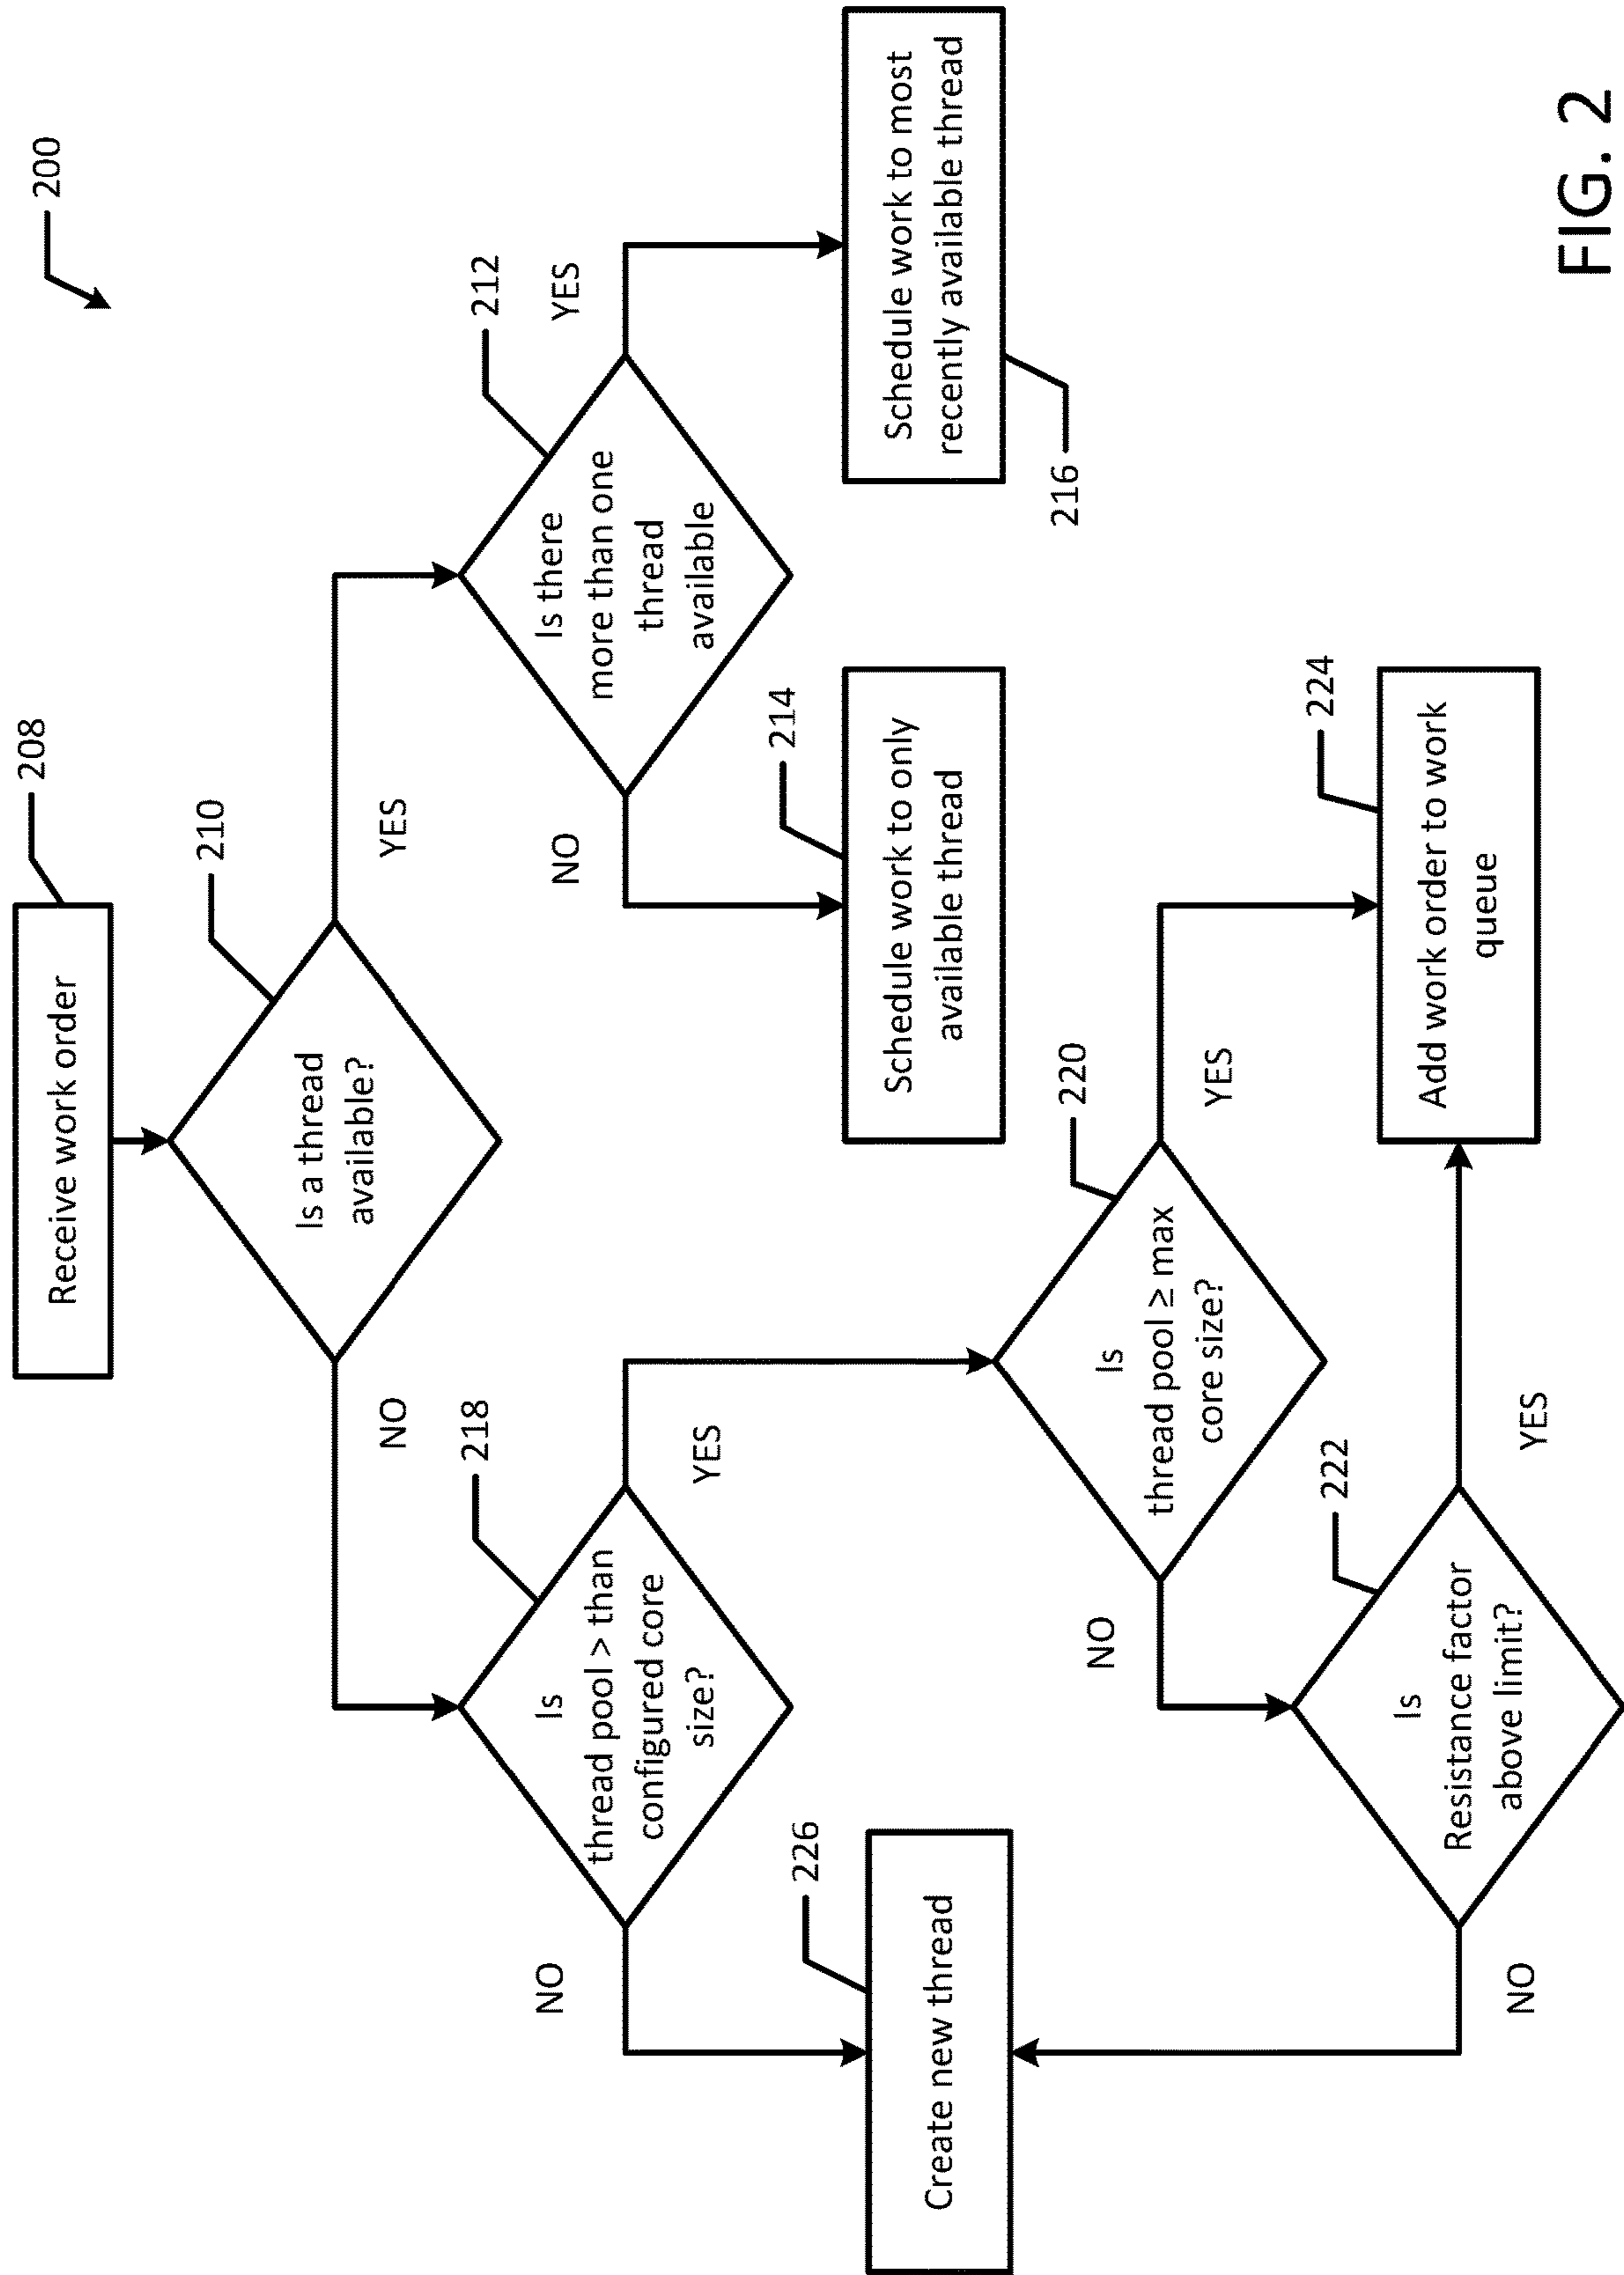 200
Receive work order
208
Is a thread
available?
210
NO
YES
Is
thread pool > than
configured core
size?
218
Is there
more than one
thread
available
212
NO
YES
NO
YES
Create new thread
226
Schedule work to only
available thread
214
Schedule work to most
recently available thread
216
Is
thread pool ≥ max
core size?
220
NO
YES
Is
Resistance factor
above limit?
222
NO
YES
Add work order to work
queue
224
FIG. 2